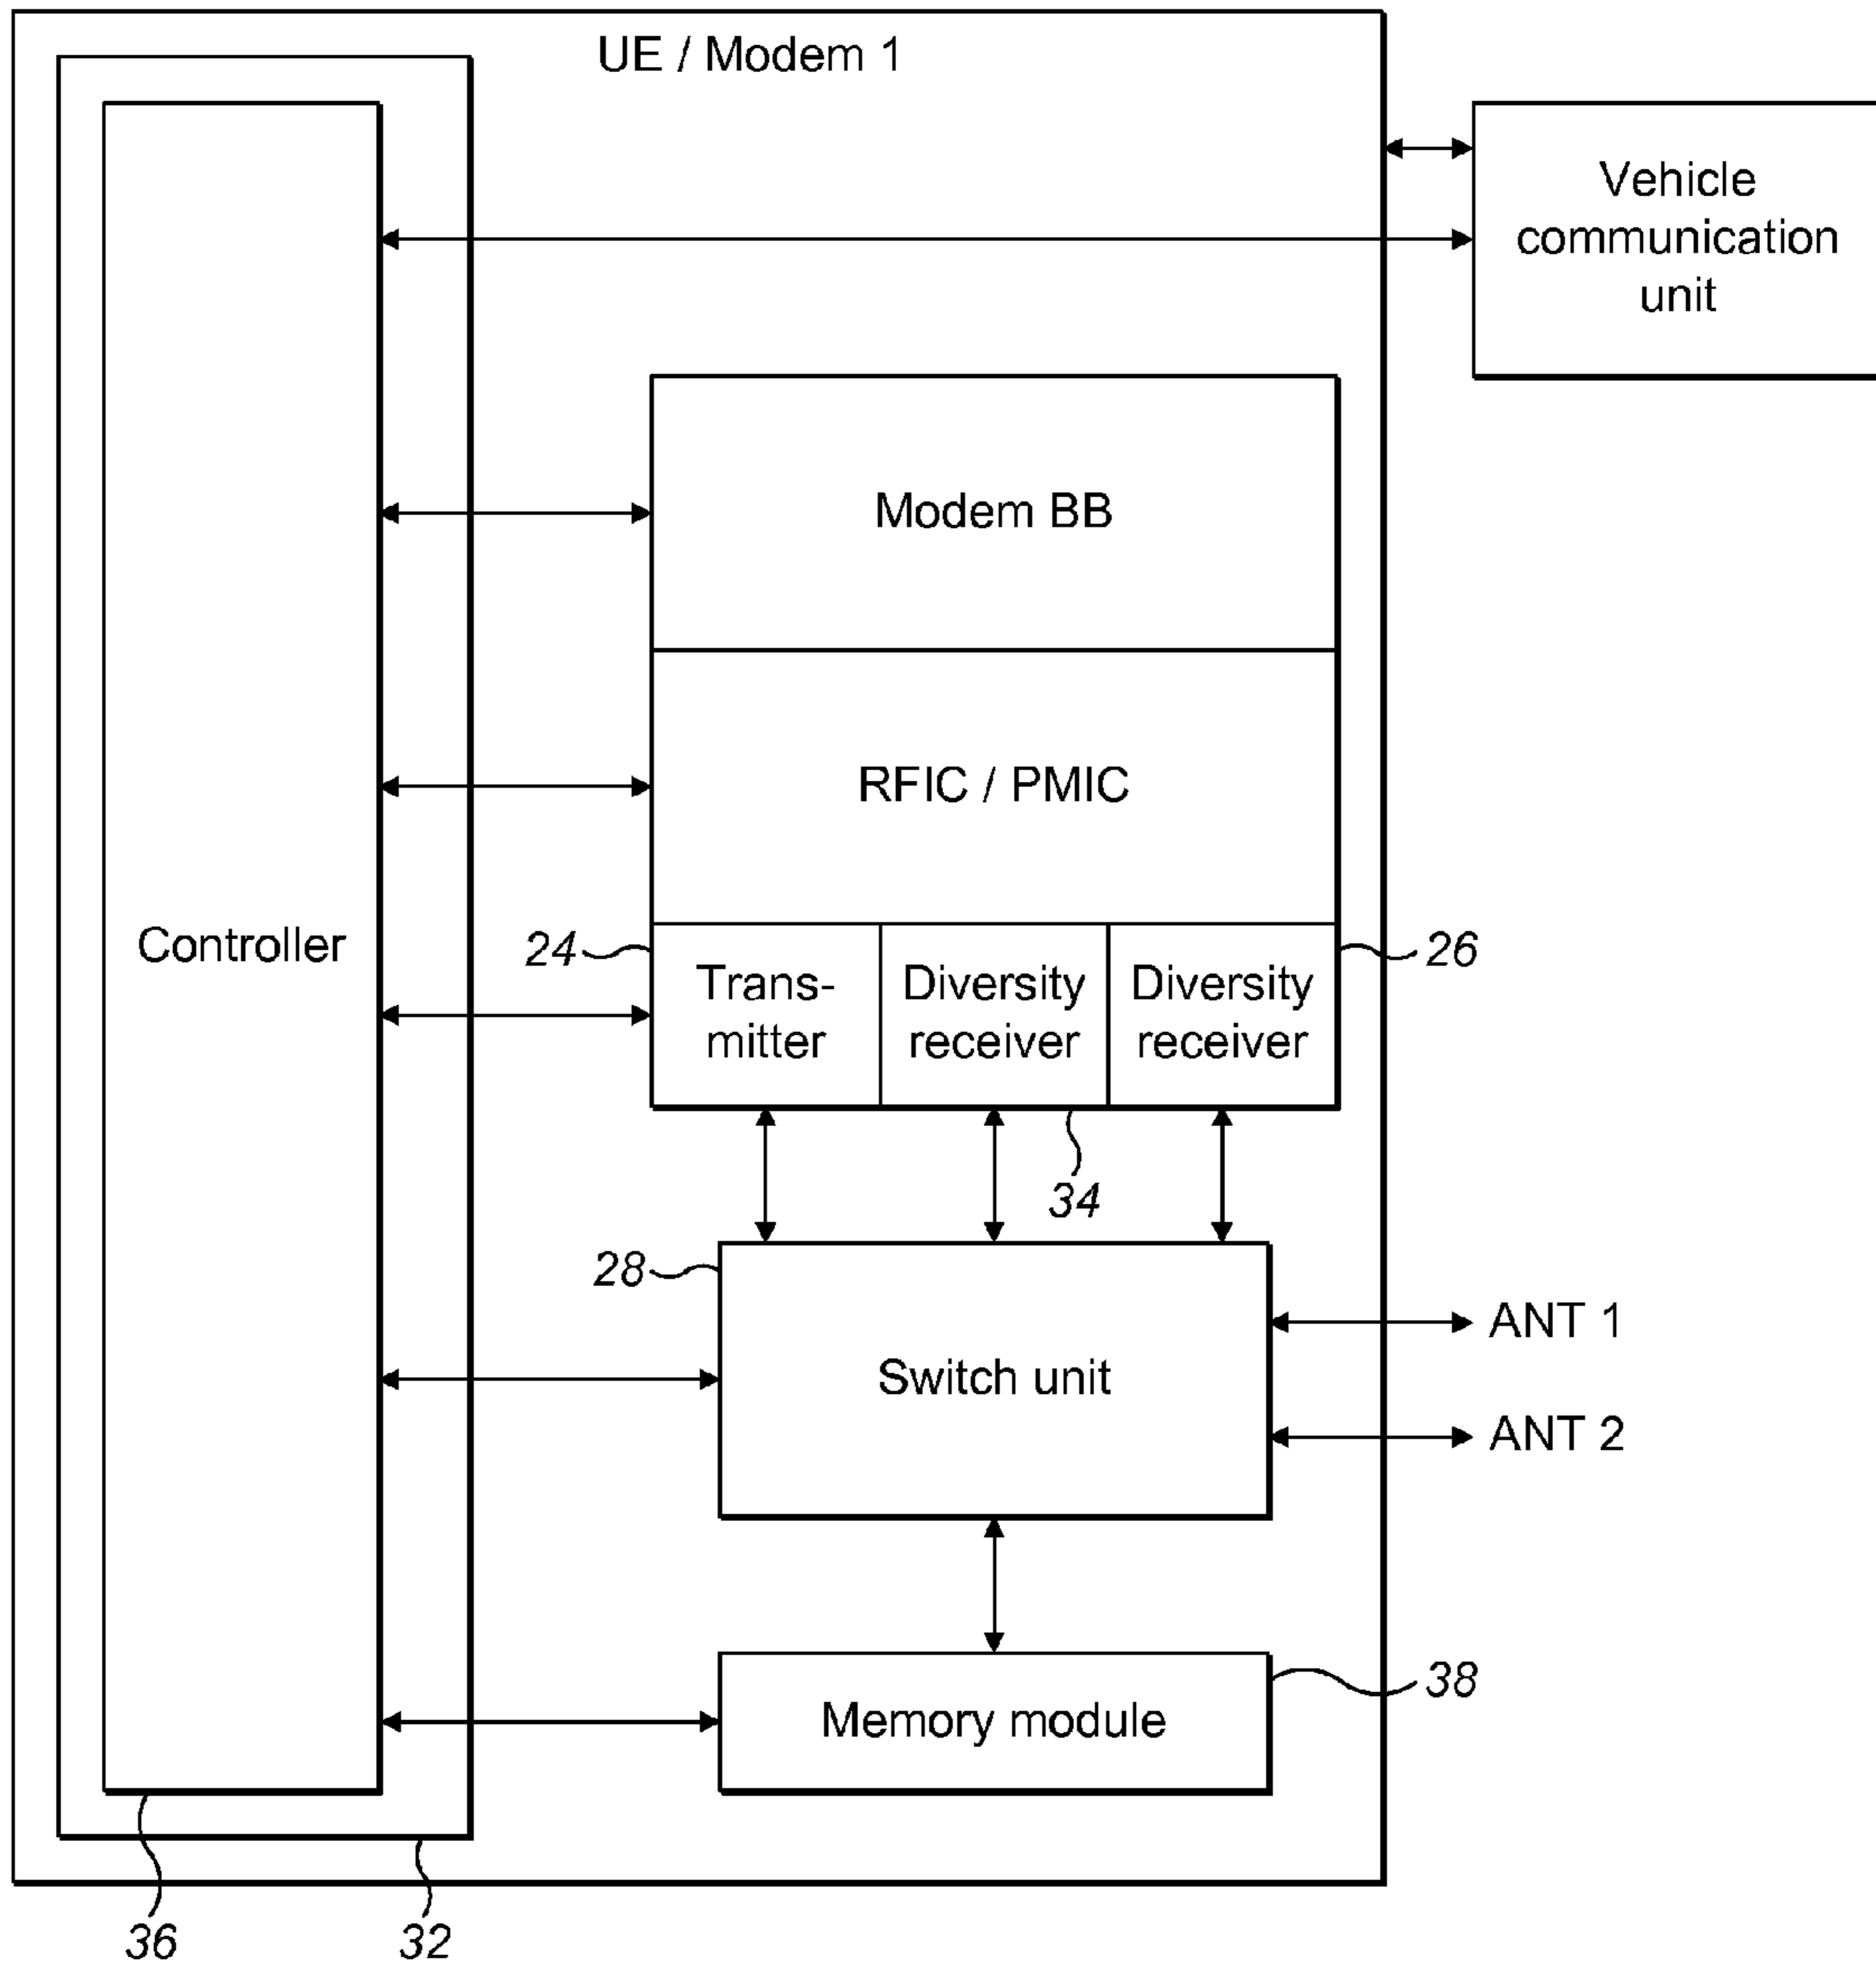 UE / Modem 1
Vehicle
communication
unit
Modem BB
RFIC / PMIC
Controller
24
26
Trans-
mitter
Diversity
receiver
Diversity
receiver
34
28
ANT 1
Switch unit
ANT 2
38
Memory module
36
32